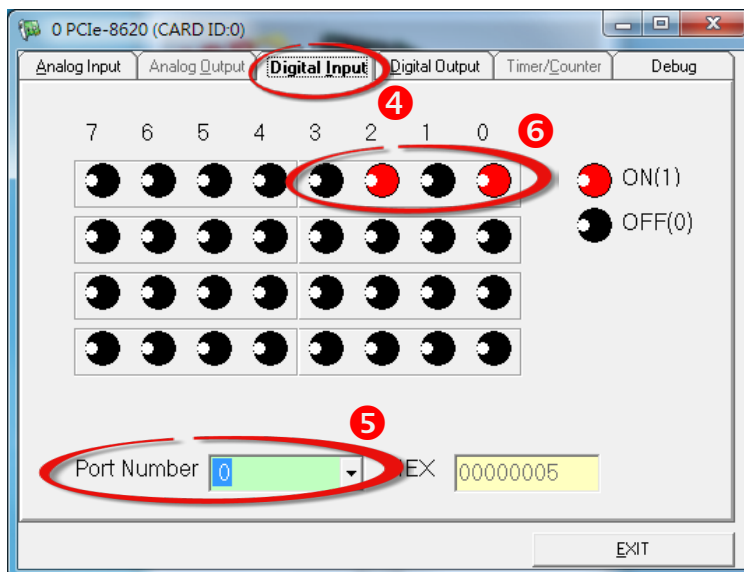 0 PCIe-8620 (CARD ID:0)
Analog Input Analog Output Digital Input Digital Output Timer/Counter Debug
4
7 6 5 4 3 2 1 0 6
ON(1)
OFF(0)
5
Port Number 0 EX 00000005
EXIT